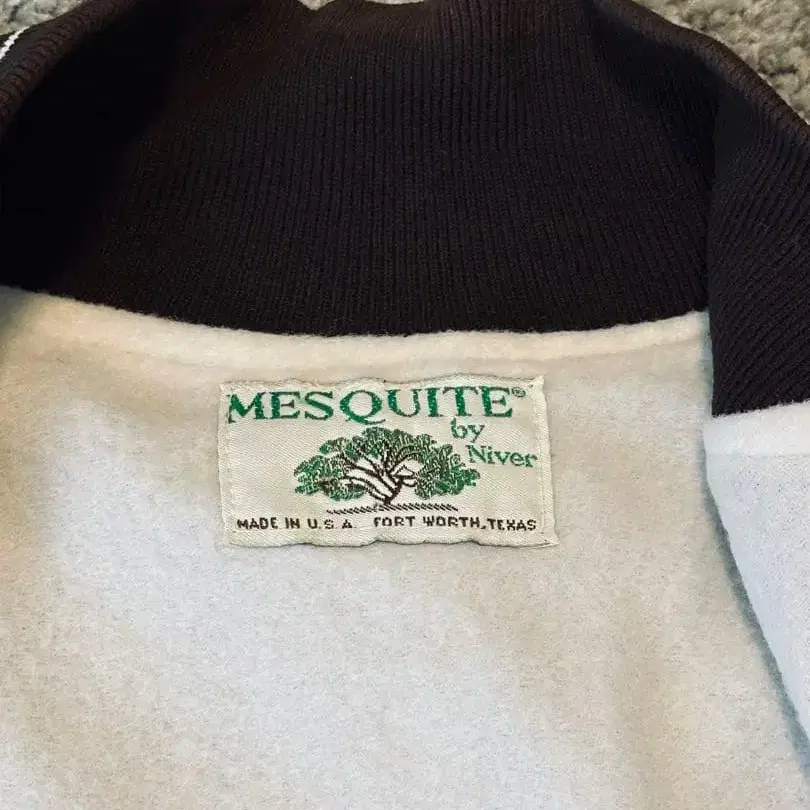 MESQUITE®
by
Niver
MADE IN U.S.A. FORT WORTH, TEXAS